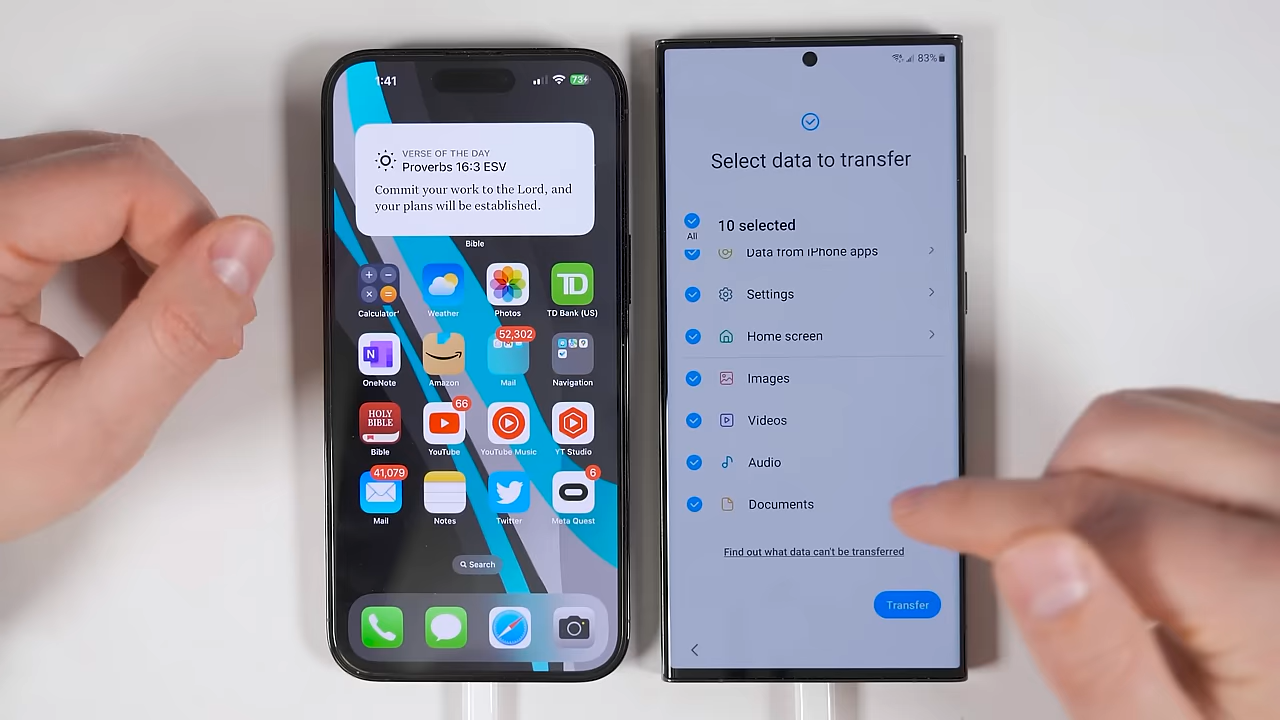 1:41
73
VERSE OF THE DAY
Proverbs 16:3 ESV
Commit your work to the Lord, and
your plans will be established.
Bible
Calculator'
Weather
Photos
TD
TD Bank (US)
N
OneNote
Amazon
52,302
Mail
Navigation
HOLY
BIBLE
Bible
66
YouTube
YouTube Music
YT Studio
41,079
Mail
Notes
Twitter
6
Meta Quest
Search
83%
Select data to transfer
All
10 selected
Data from iPhone apps
Settings
Home screen
Images
Videos
Audio
Documents
Find out what data can't be transferred
Transfer